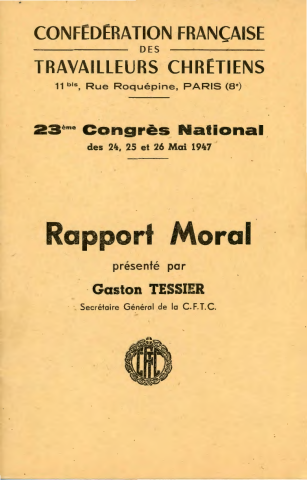 CONFÉDÉRATION FRANÇAISE
DES
TRAVAILLEURS CHRÉTIENS
11 bis, Rue Roquépine, PARIS (8e)
23ème Congrès National
des 24, 25 et 26 Mai 1947
Rapport Moral
présenté par
Gaston TESSIER
Secrétaire Général de la C.F.T.C.
CFTC